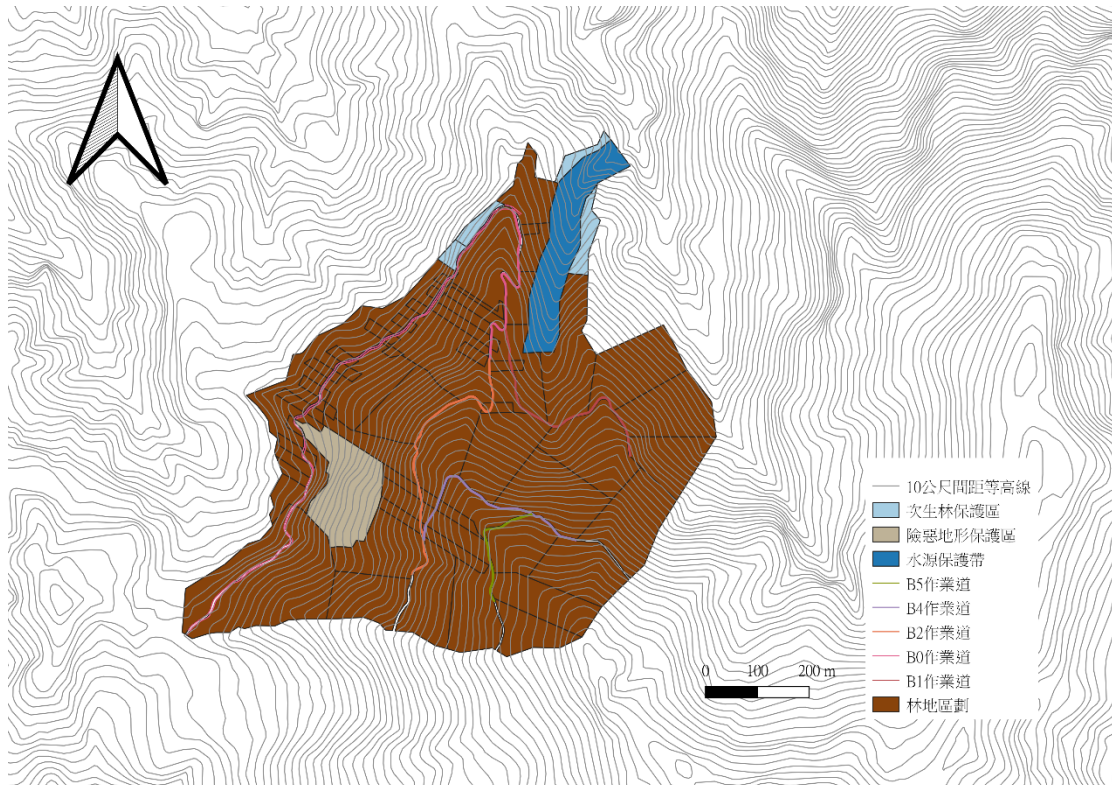 10公尺間距等高線
次生林保護區
險惡地形保護區
水源保護帶
B5作業道
B4作業道
B2作業道
B0作業道
B1作業道
林地區劃
0 100 200 m